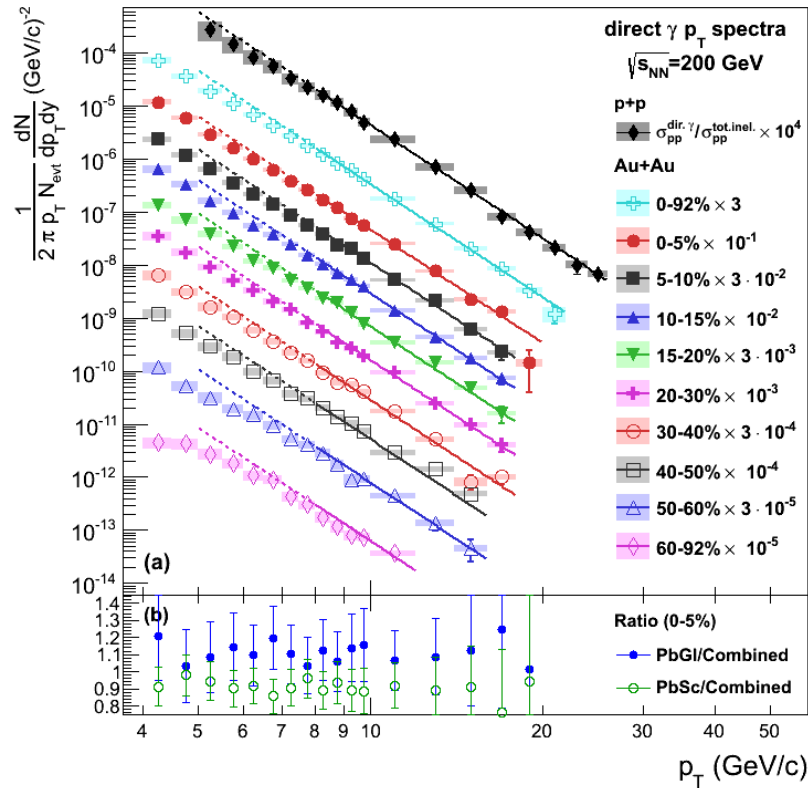 direct γ p_T spectra
√s_NN=200 GeV
p+p
σ_pp^dir. γ/σ_pp^tot.inel. × 10^4
Au+Au
0-92% × 3
0-5% × 10^-1
5-10% × 3 · 10^-2
10-15% × 10^-2
15-20% × 3 · 10^-3
20-30% × 10^-3
30-40% × 3 · 10^-4
40-50% × 10^-4
50-60% × 3 · 10^-5
60-92% × 10^-5
1/(2 π p_T N_evt) dN/(dp_T dy) (GeV/c)^-2
10^-4
10^-5
10^-6
10^-7
10^-8
10^-9
10^-10
10^-11
10^-12
10^-13
10^-14
(a)
(b)
1.4
1.3
1.2
1.1
1
0.9
0.8
Ratio (0-5%)
PbGl/Combined
PbSc/Combined
4 5 6 7 8 9 10 20 30 40 50
p_T (GeV/c)